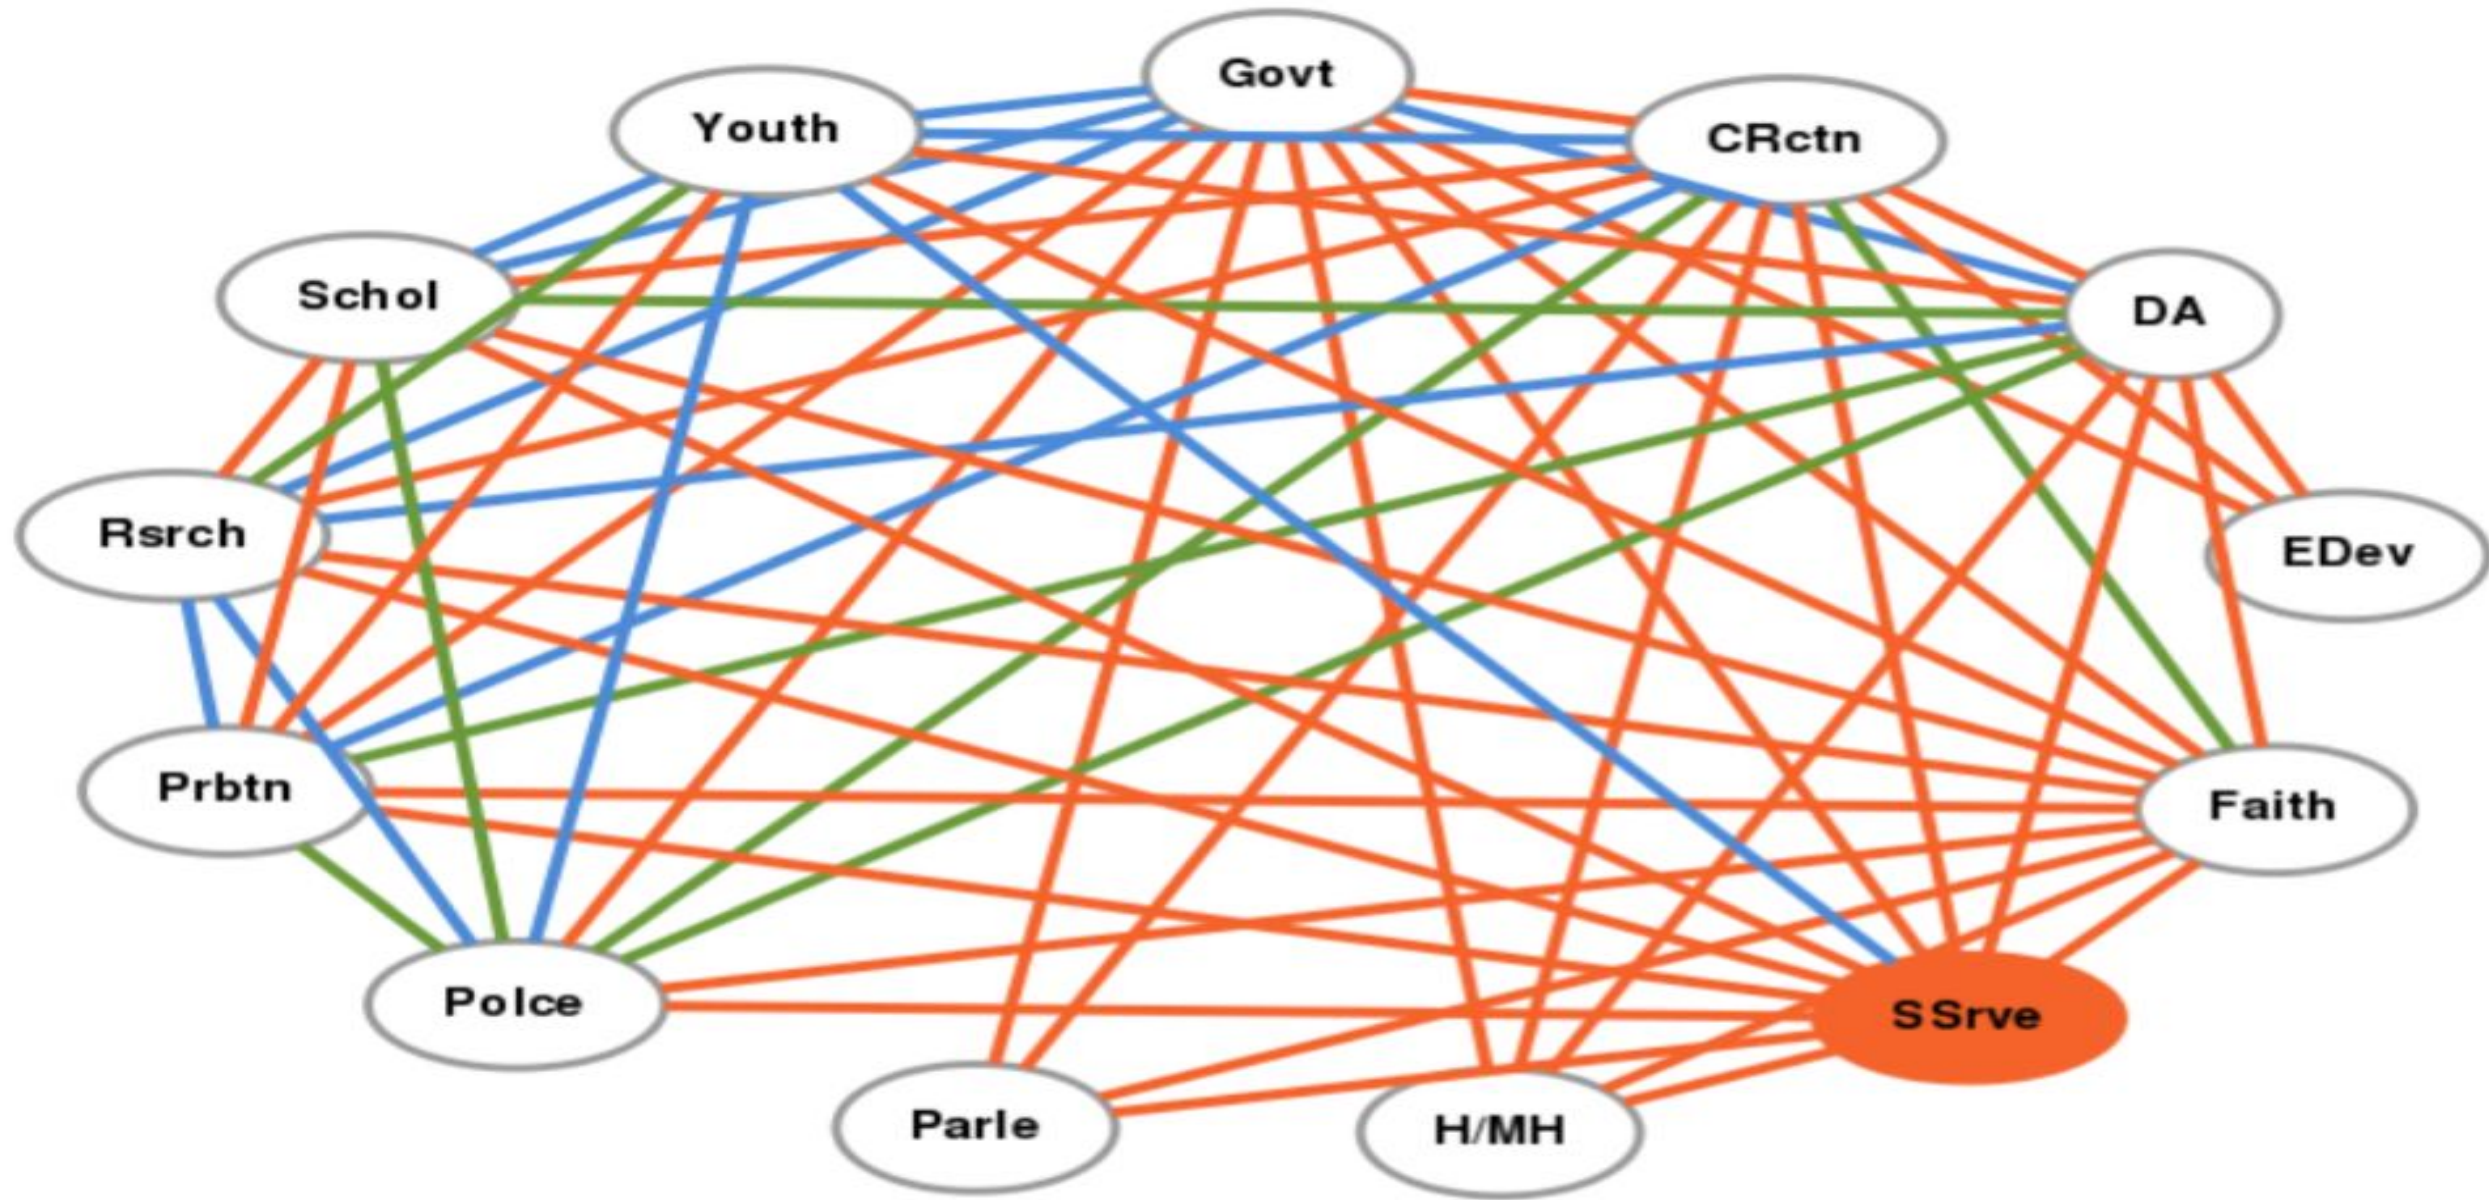 Govt
Youth
CRctn
Schol
DA
Rsrch
EDev
Prbtn
Faith
Polce
SSrve
Parle
H/MH